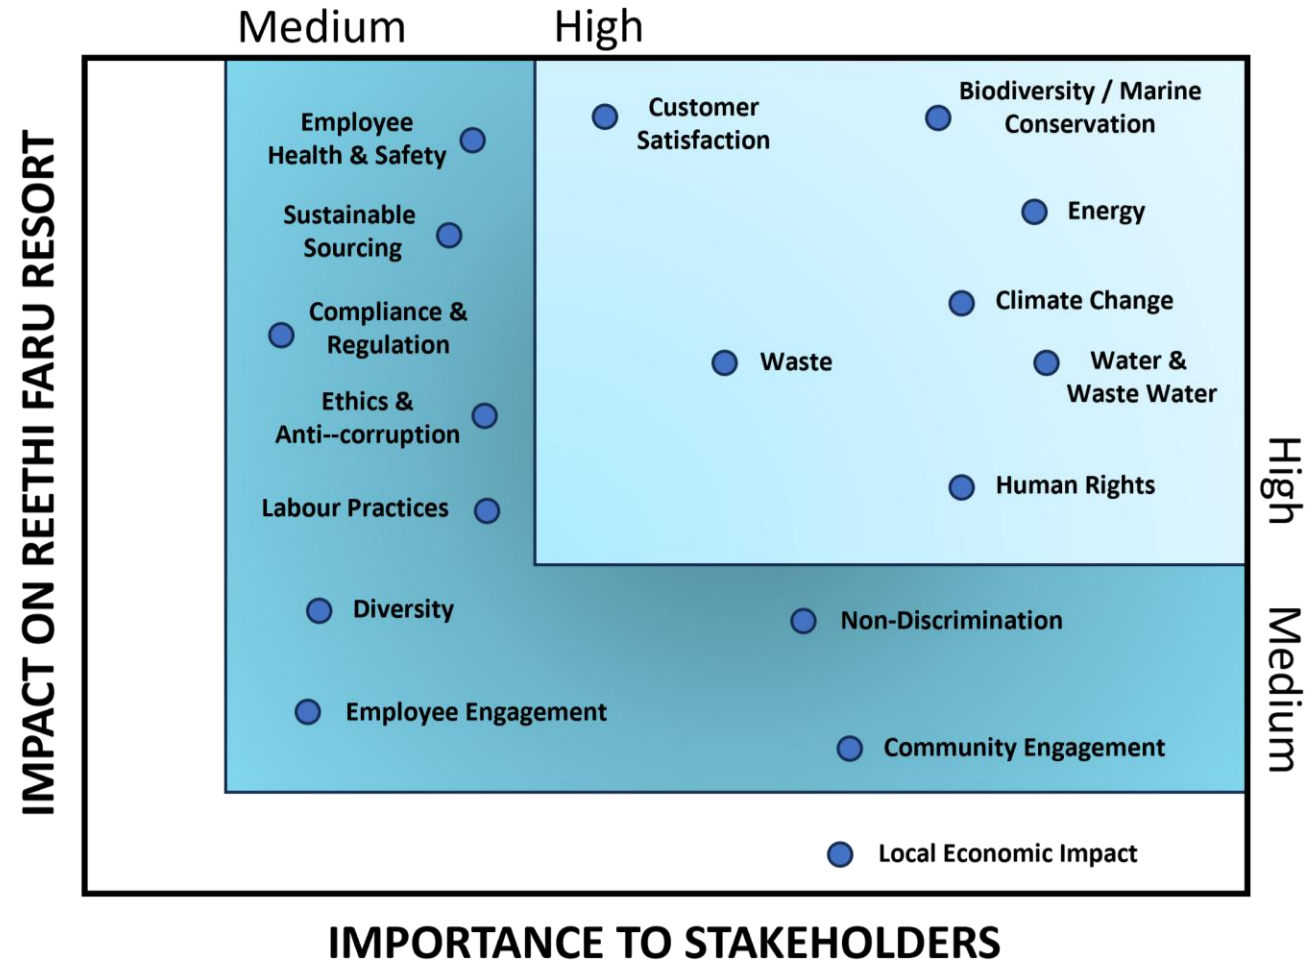 Medium
High
IMPACT ON REETHI FARU RESORT
Employee
Health & Safety
Customer
Satisfaction
Biodiversity / Marine
Conservation
Sustainable
Sourcing
Energy
Compliance &
Regulation
Climate Change
Waste
Water &
Waste Water
Ethics &
Anti--corruption
Labour Practices
Human Rights
High
Diversity
Non-Discrimination
Medium
Employee Engagement
Community Engagement
Local Economic Impact
IMPORTANCE TO STAKEHOLDERS